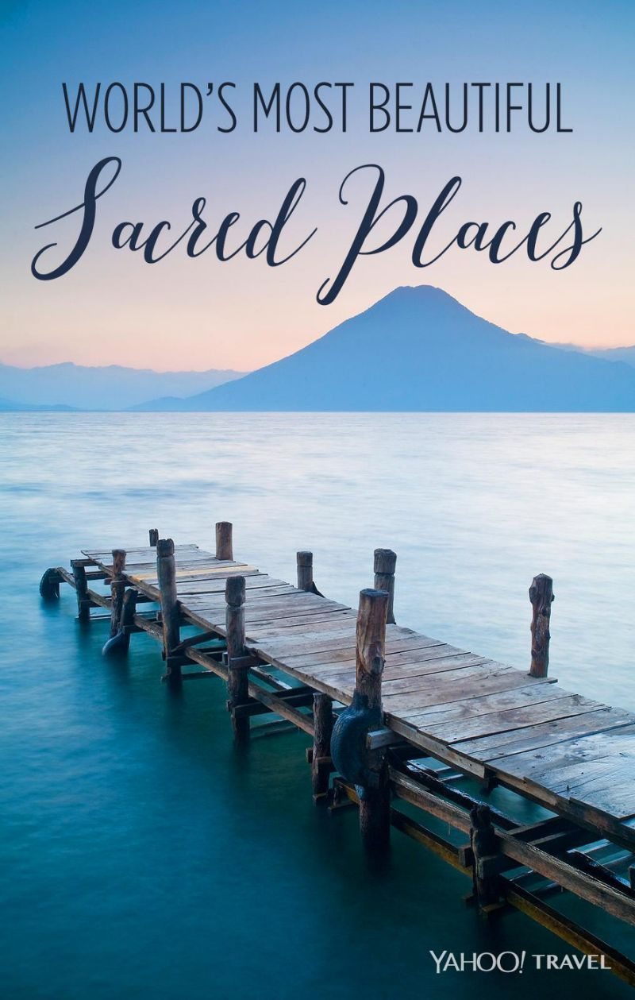 WORLD'S MOST BEAUTIFUL
Sacred Places
YAHOO! TRAVEL